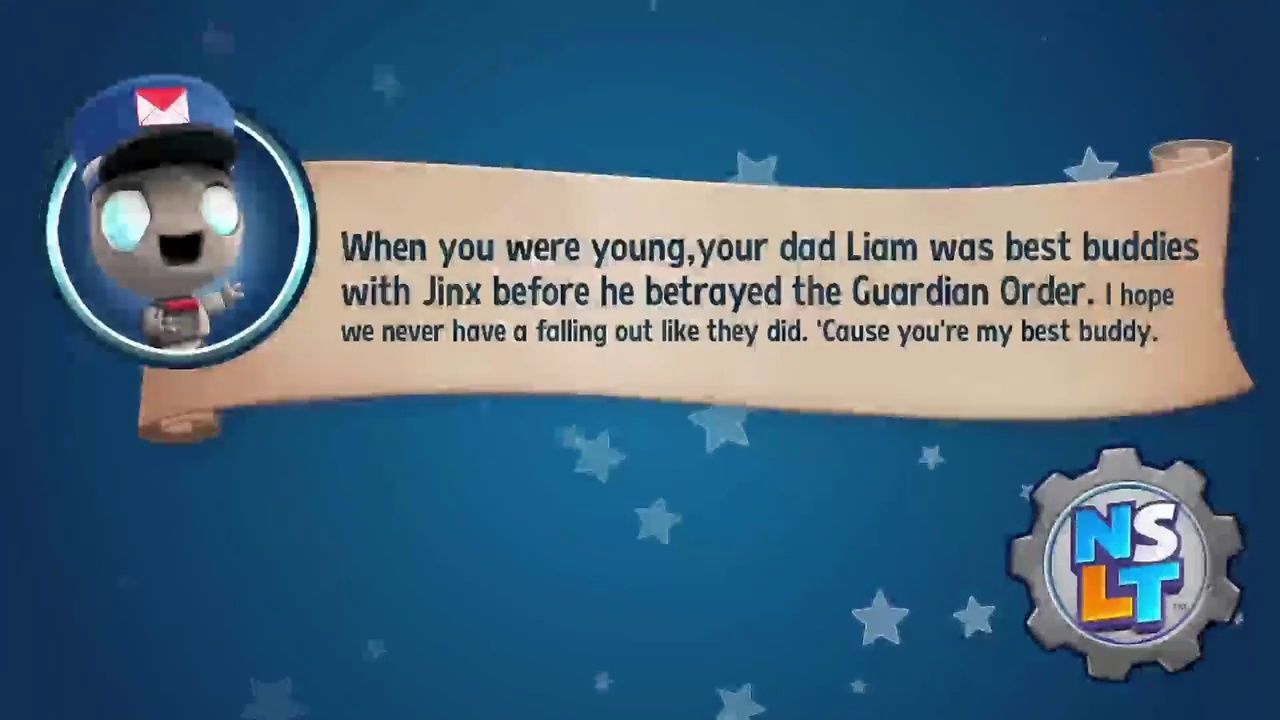 When you were young,your dad Liam was best buddies
with Jinx before he betrayed the Guardian Order. I hope
we never have a falling out like they did. 'Cause you're my best buddy.
NS
LT
TM